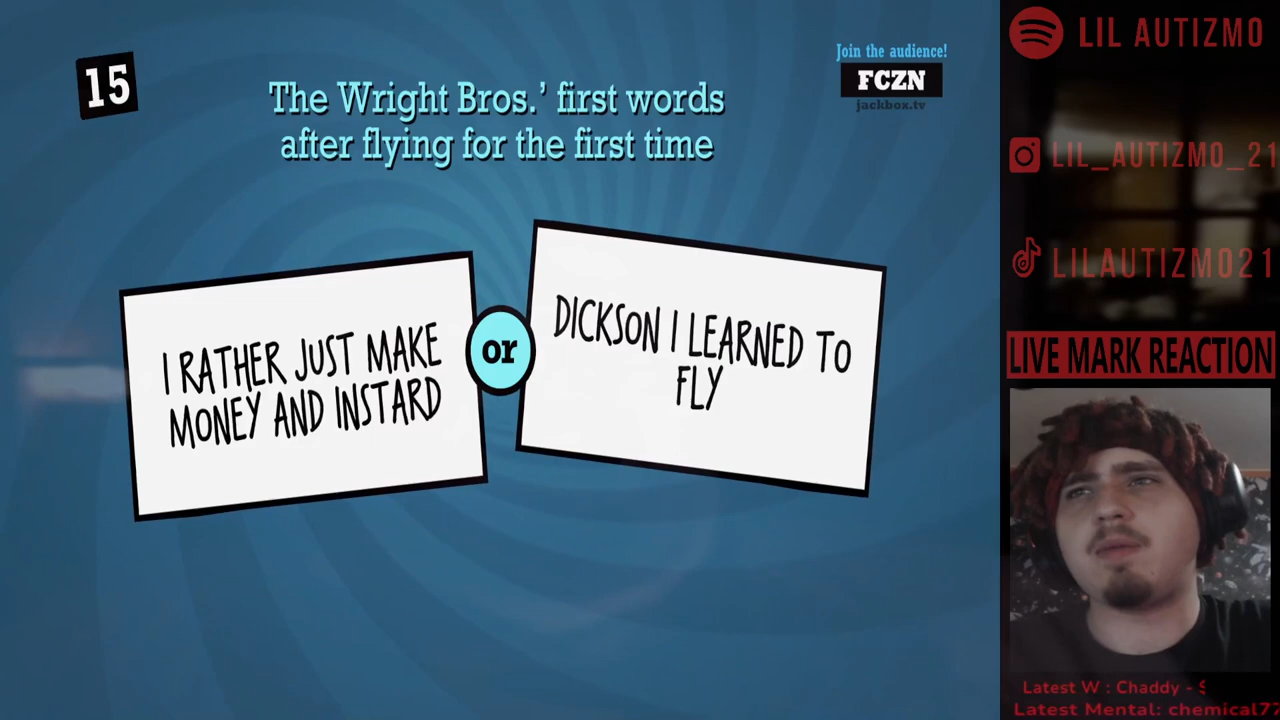 15
The Wright Bros.’ first words
after flying for the first time
Join the audience!
FCZN
jackbox.tv
I RATHER JUST MAKE
MONEY AND INSTARD
or
DICKSON I LEARNED TO
FLY
LIL AUTIZMO
LIL_AUTIZMO_21
LILAUTIZMO21
LIVE MARK REACTION
Latest W : Chaddy -
Latest Mental: chemical77